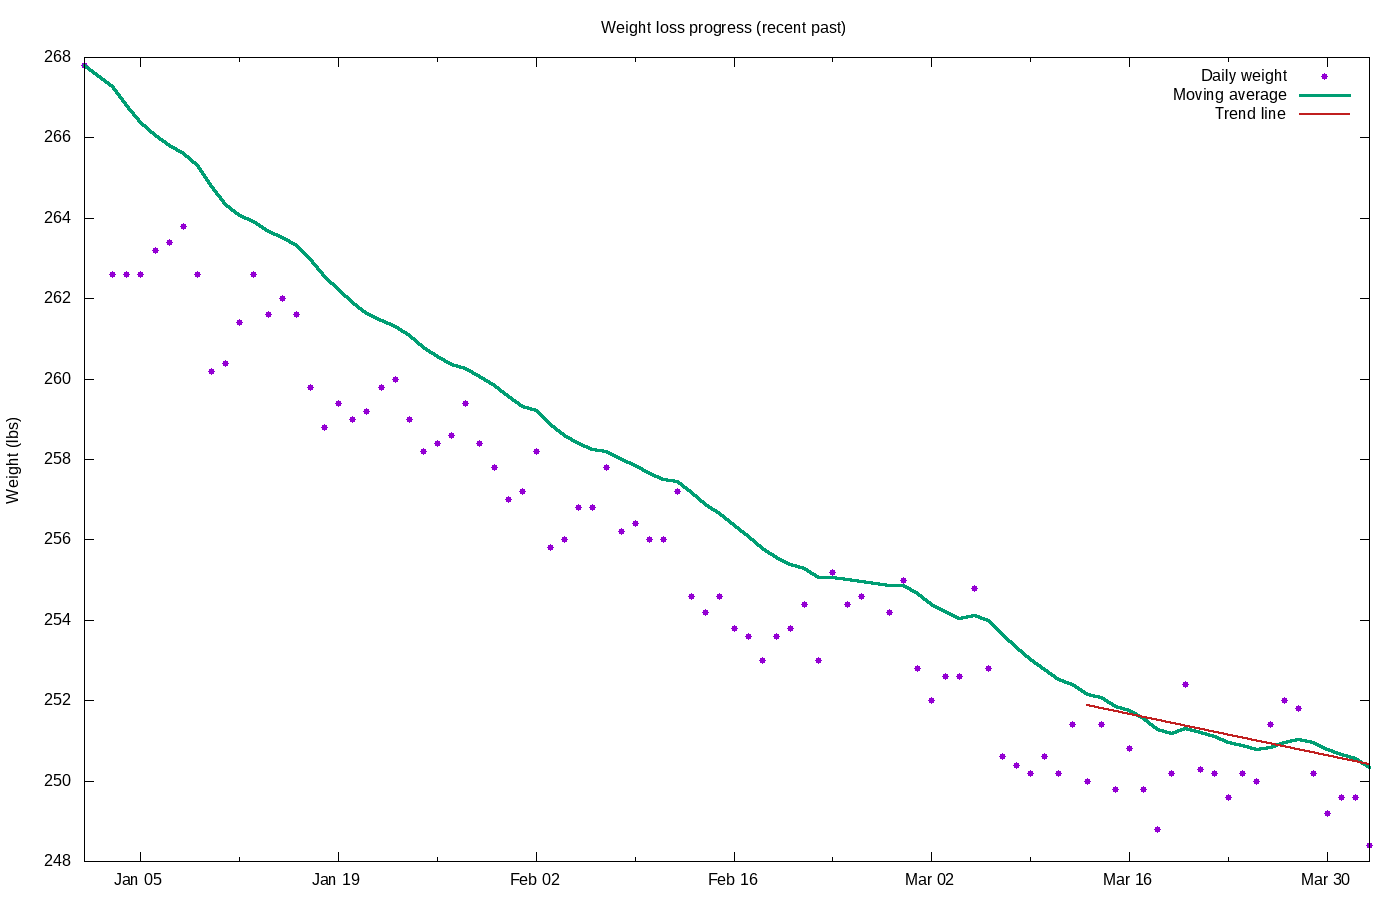 Weight loss progress (recent past)
Daily weight
Moving average
Trend line
268
266
264
262
260
258
256
254
252
250
248
Weight (lbs)
Jan 05 Jan 19 Feb 02 Feb 16 Mar 02 Mar 16 Mar 30